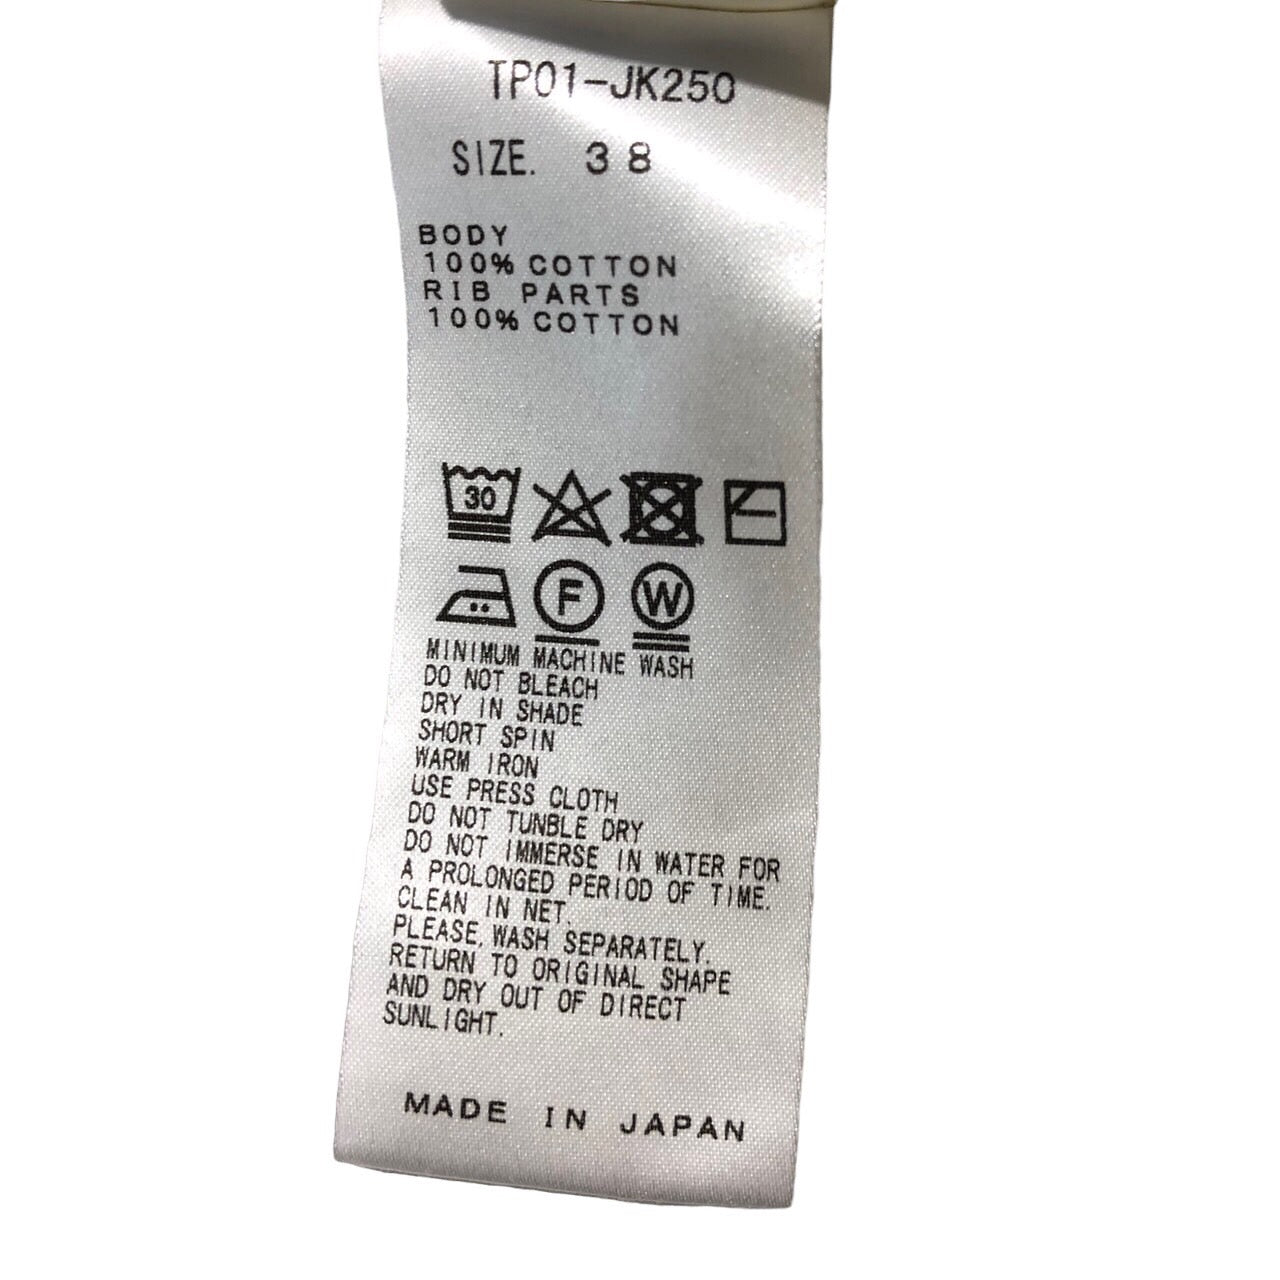 TP01-JK250
SIZE. 38
BODY
100% COTTON
RIB PARTS
100% COTTON
30
F W
MINIMUM MACHINE WASH
DO NOT BLEACH
DRY IN SHADE
SHORT SPIN
WARM IRON
USE PRESS CLOTH
DO NOT TUNBLE DRY
DO NOT IMMERSE IN WATER FOR
A PROLONGED PERIOD OF TIME.
CLEAN IN NET.
PLEASE. WASH SEPARATELY.
RETURN TO ORIGINAL SHAPE
AND DRY OUT OF DIRECT
SUNLIGHT.
MADE IN JAPAN